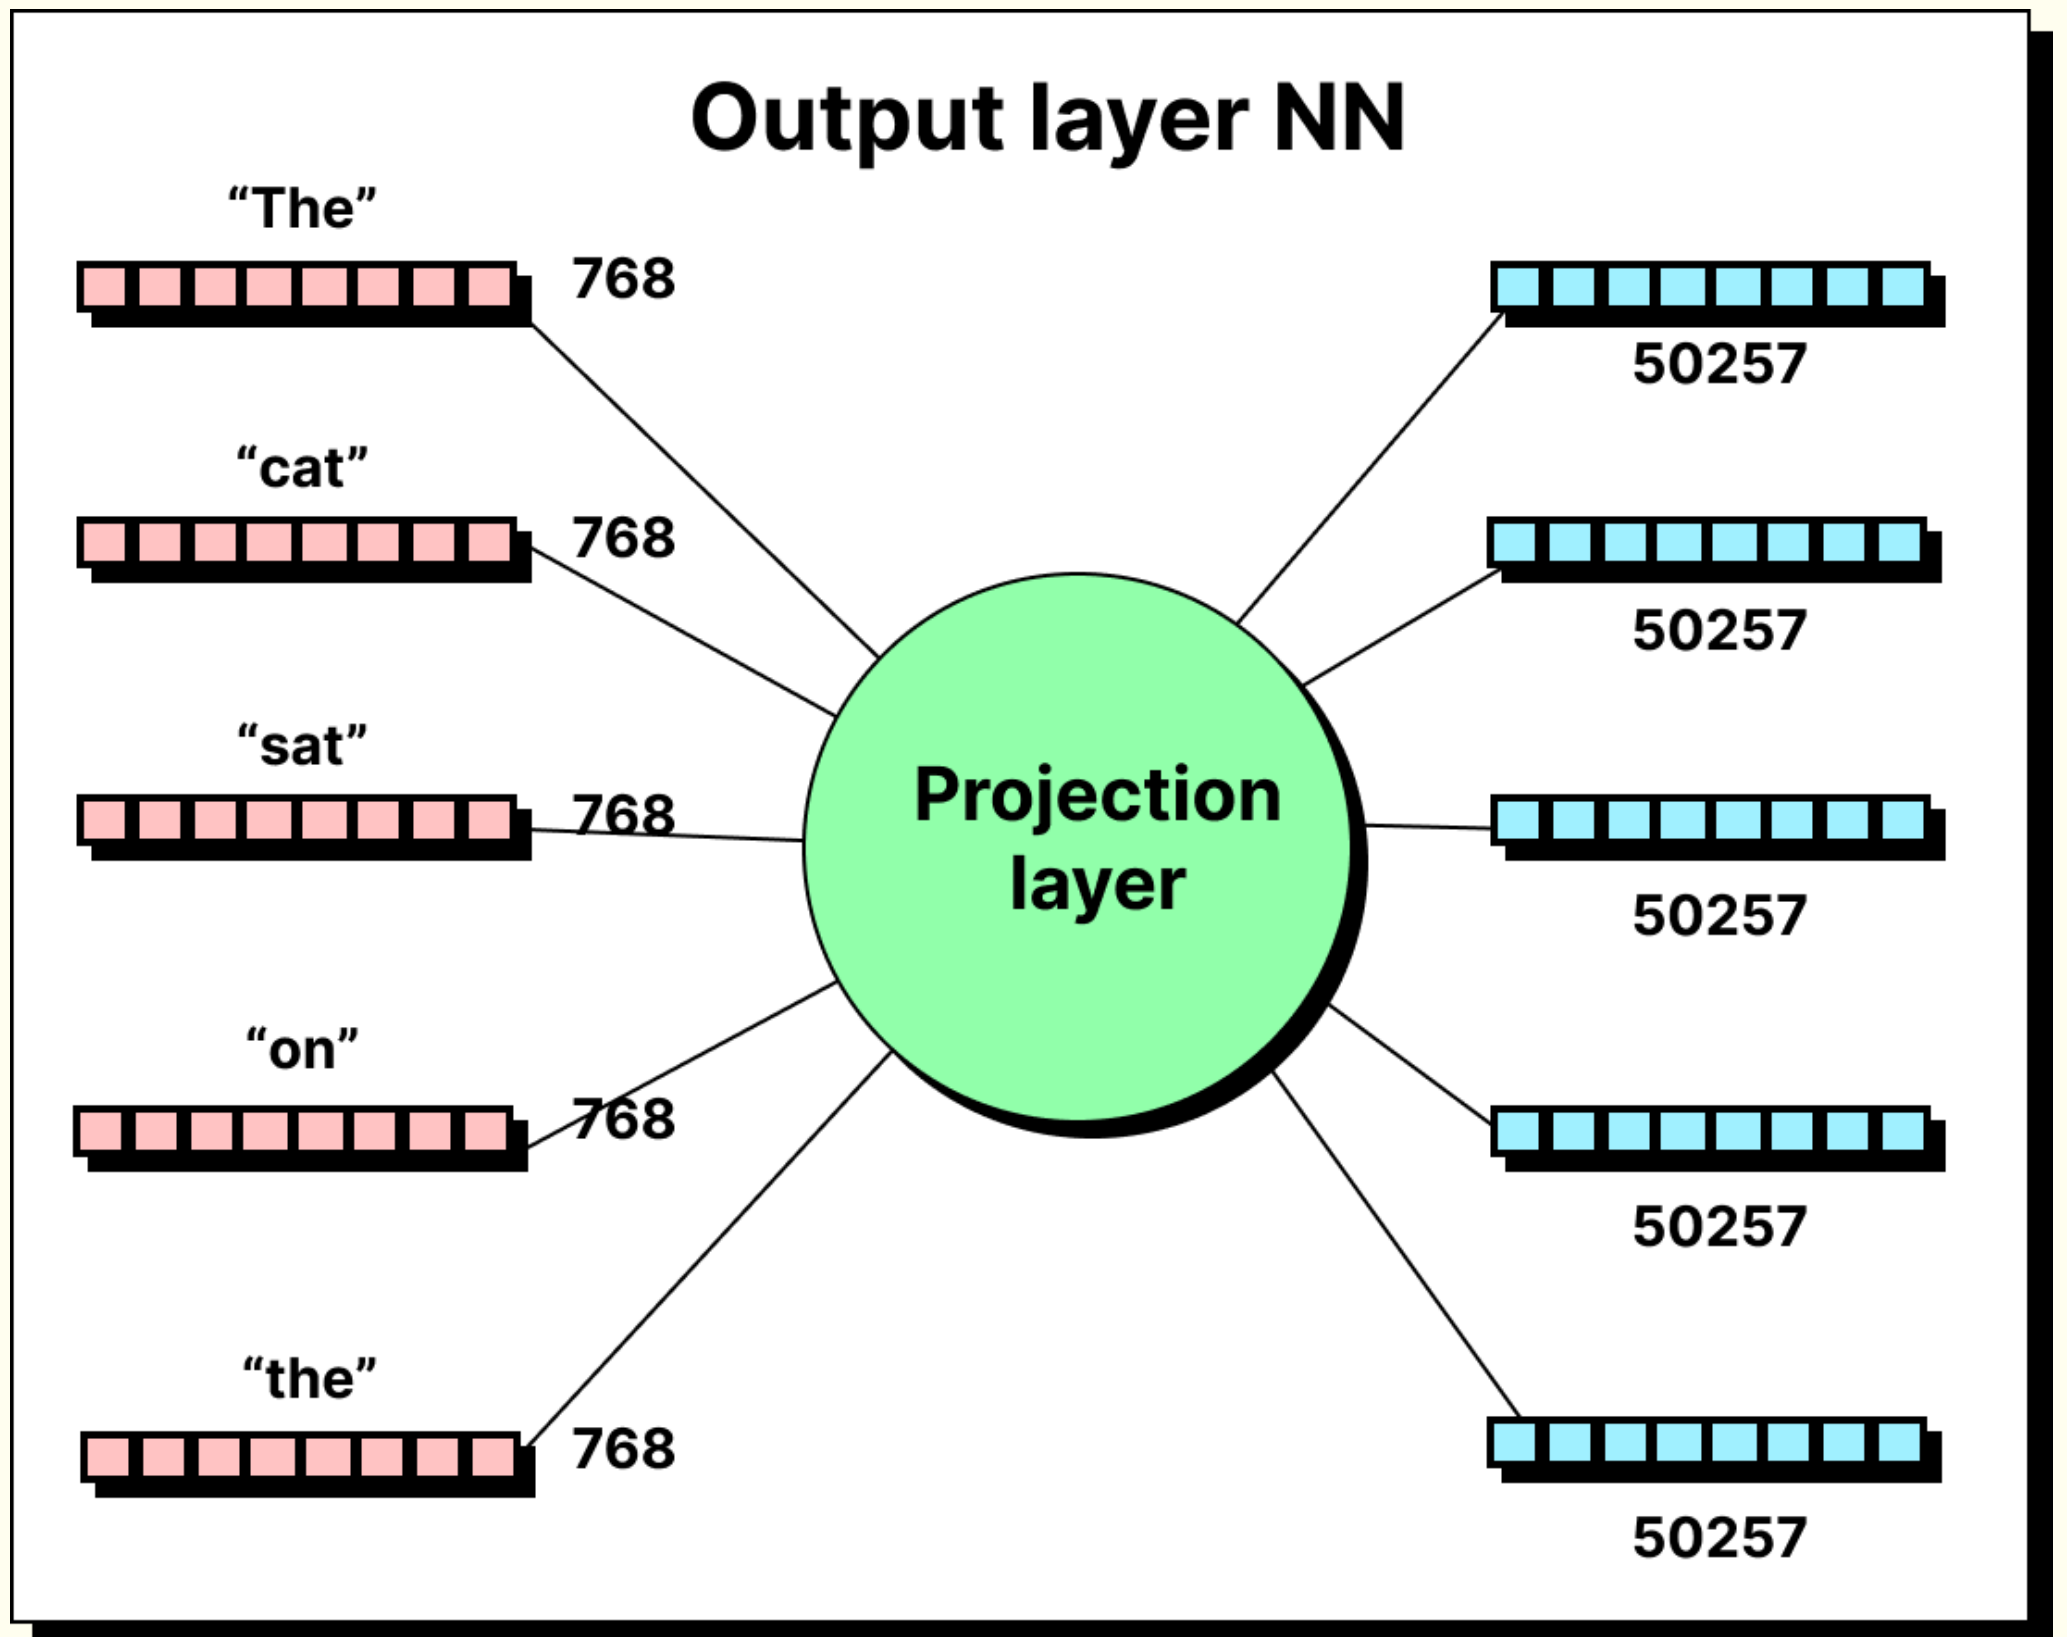 Output layer NN
“The”
768
50257
“cat”
768
50257
“sat”
768
Projection
layer
50257
“on”
768
50257
“the”
768
50257